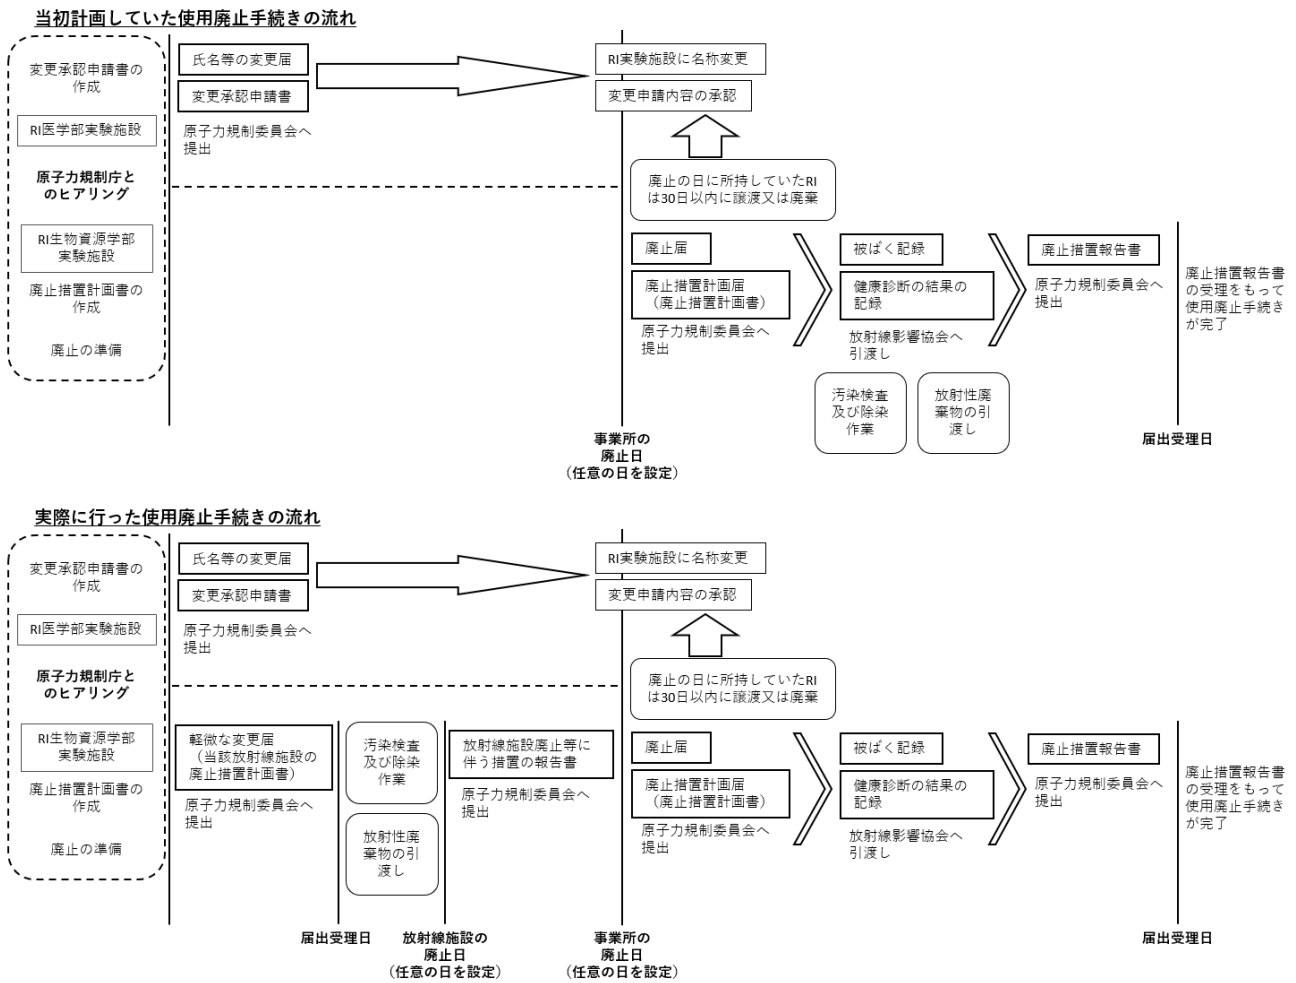 当初計画していた使用廃止手続きの流れ
変更承認申請書の
作成
RI医学部実験施設
原子力規制庁と
のヒアリング
RI生物資源学部
実験施設
廃止措置計画書の
作成
廃止の準備
氏名等の変更届
変更承認申請書
原子力規制委員会へ
提出
RI実験施設に名称変更
変更申請内容の承認
廃止の日に所持していたRI
は30日以内に譲渡又は廃棄
廃止届
廃止措置計画届
（廃止措置計画書）
原子力規制委員会へ
提出
被ばく記録
健康診断の結果の
記録
放射線影響協会へ
引渡し
汚染検査
及び除染
作業
放射性廃
棄物の引
渡し
廃止措置報告書
原子力規制委員会へ
提出
廃止措置報告書
の受理をもって
使用廃止手続き
が完了
事業所の
廃止日
（任意の日を設定）
届出受理日
実際に行った使用廃止手続きの流れ
変更承認申請書の
作成
RI医学部実験施設
原子力規制庁と
のヒアリング
RI生物資源学部
実験施設
廃止措置計画書の
作成
廃止の準備
氏名等の変更届
変更承認申請書
原子力規制委員会へ
提出
RI実験施設に名称変更
変更申請内容の承認
廃止の日に所持していたRI
は30日以内に譲渡又は廃棄
軽微な変更届
（当該放射線施設の
廃止措置計画書）
原子力規制委員会へ
提出
汚染検査
及び除染
作業
放射性廃
棄物の引
渡し
放射線施設廃止等に
伴う措置の報告書
原子力規制委員会へ
提出
廃止届
廃止措置計画届
（廃止措置計画書）
原子力規制委員会へ
提出
被ばく記録
健康診断の結果の
記録
放射線影響協会へ
引渡し
廃止措置報告書
原子力規制委員会へ
提出
廃止措置報告書
の受理をもって
使用廃止手続き
が完了
届出受理日
放射線施設の
廃止日
（任意の日を設定）
事業所の
廃止日
（任意の日を設定）
届出受理日